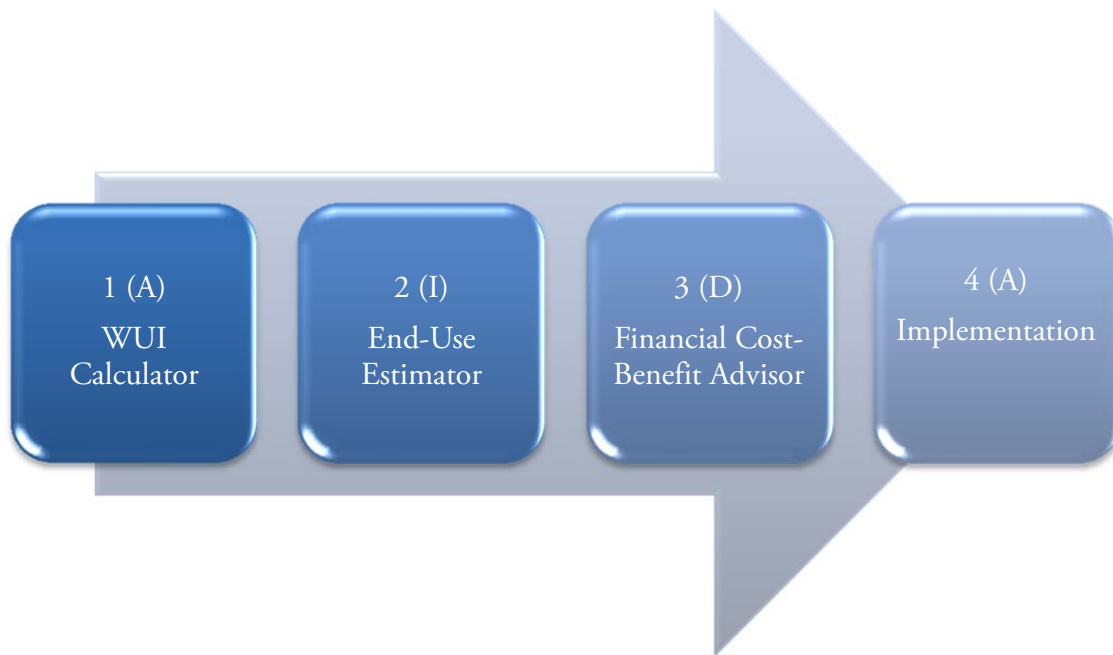 1 (A)
WUI
Calculator
2 (I)
End-Use
Estimator
3 (D)
Financial Cost-
Benefit Advisor
4 (A)
Implementation